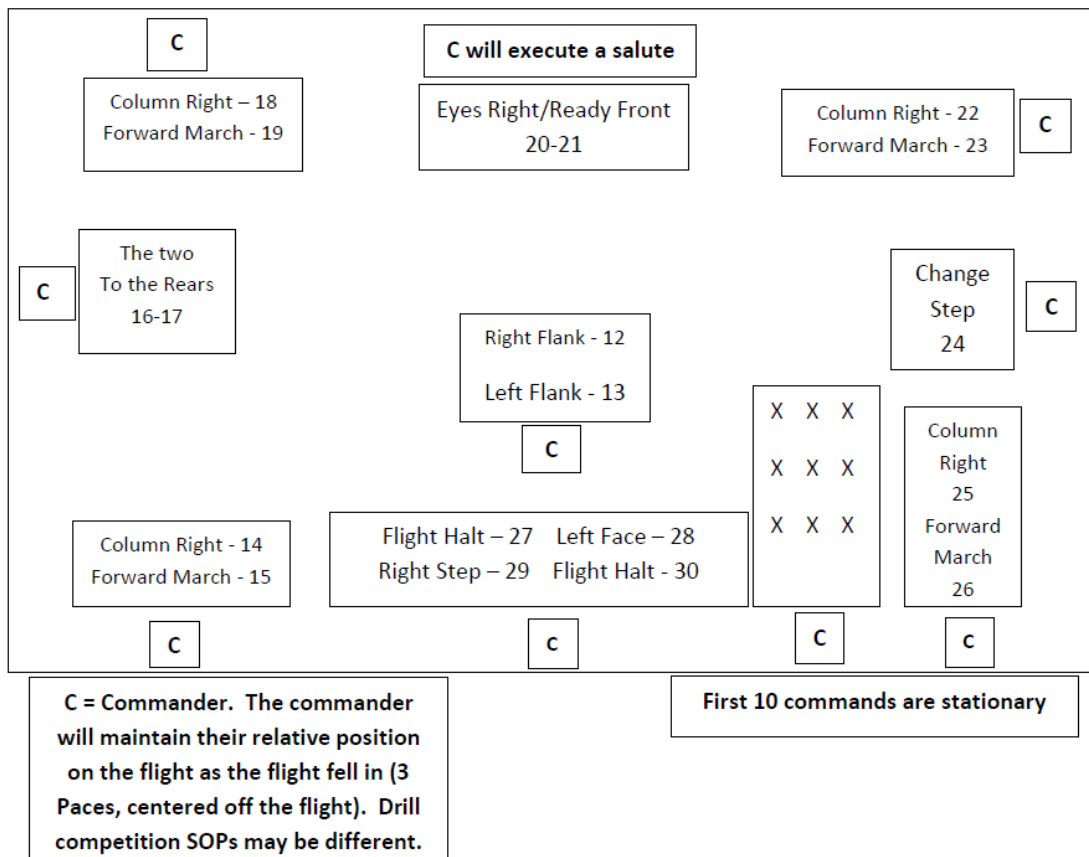 C
C will execute a salute
Column Right – 18
Forward March - 19
Eyes Right/Ready Front
20-21
Column Right - 22
Forward March - 23
C
C
The two
To the Rears
16-17
Change
Step
24
C
Right Flank - 12
Left Flank - 13
C
X X X
X X X
X X X
Column
Right
25
Forward
March
26
Column Right - 14
Forward March - 15
Flight Halt – 27 Left Face – 28
Right Step – 29 Flight Halt - 30
C
C
C
C
C = Commander. The commander
will maintain their relative position
on the flight as the flight fell in (3
Paces, centered off the flight). Drill
competition SOPs may be different.
First 10 commands are stationary